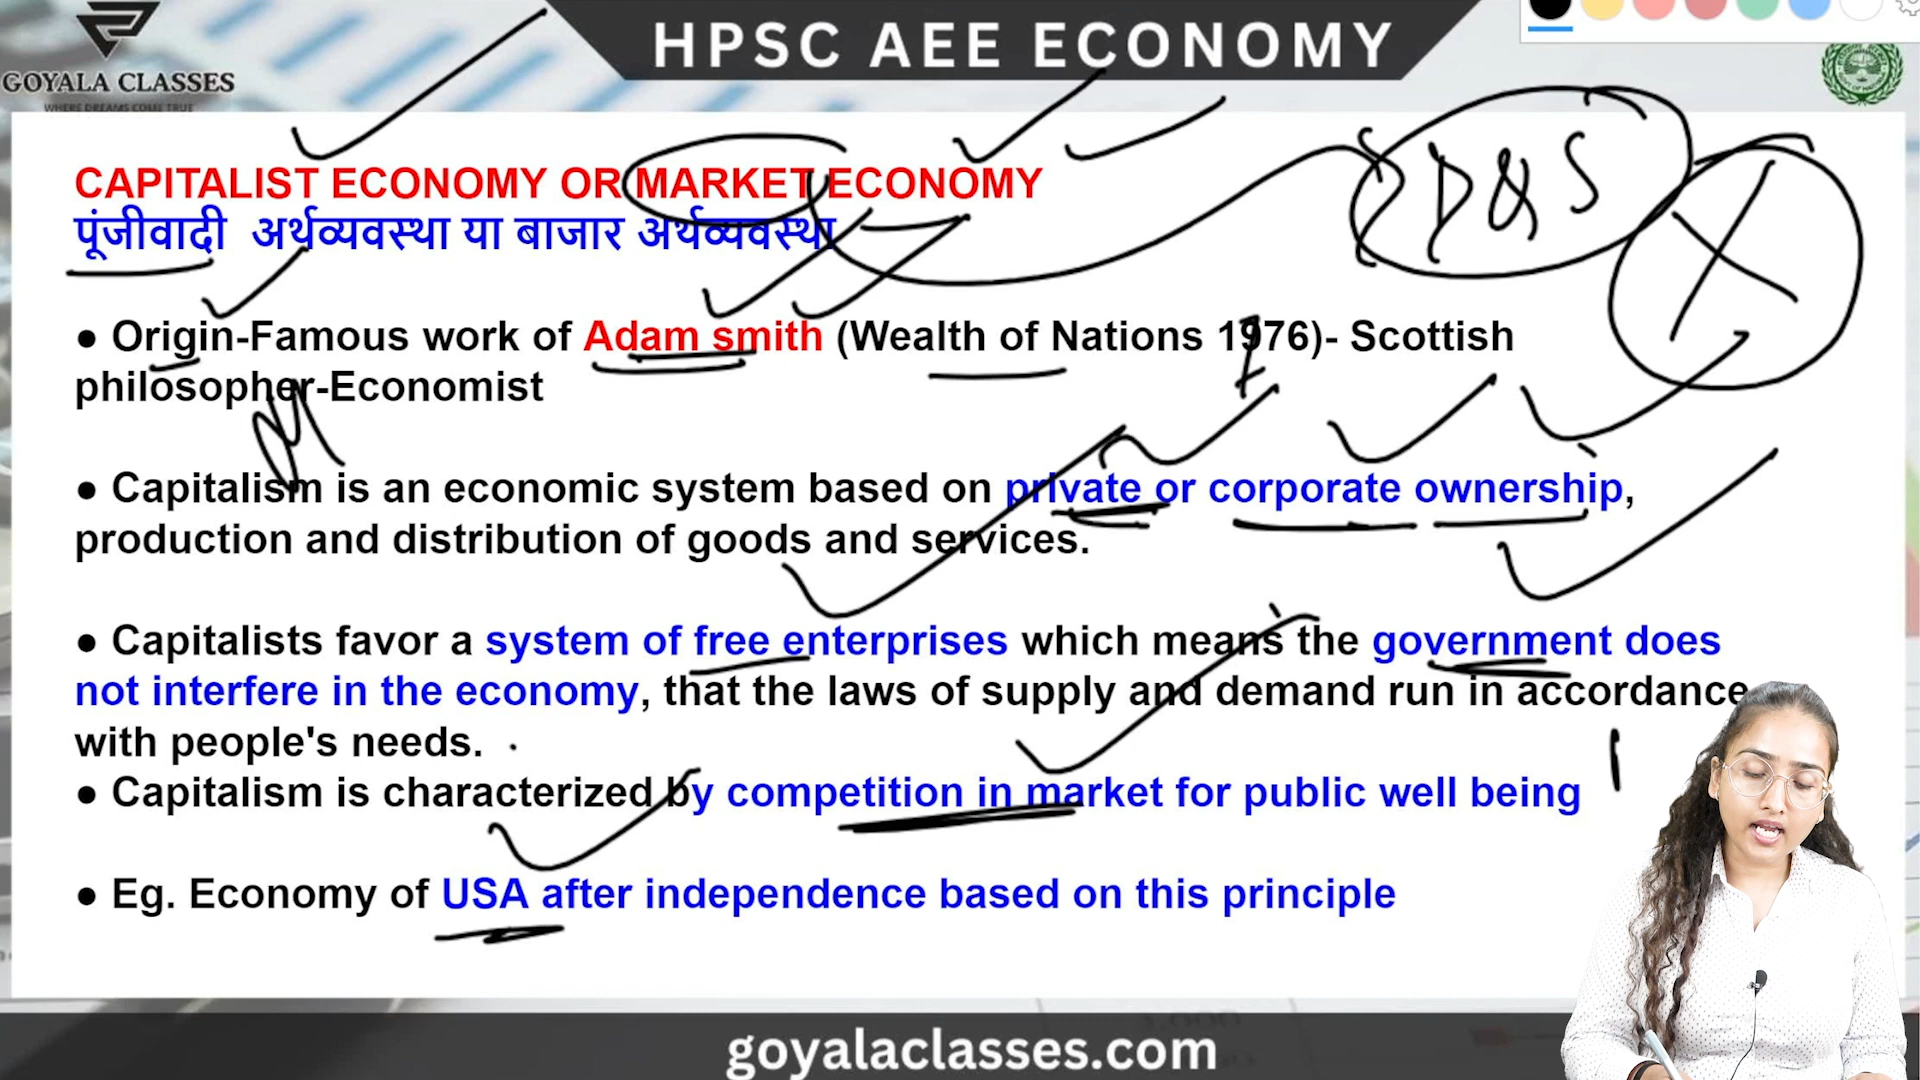 HPSC AEE ECONOMY
GOYALA CLASSES
WHERE DREAMS COME TRUE
CAPITALIST ECONOMY OR MARKET ECONOMY
पूंजीवादी अर्थव्यवस्था या बाजार अर्थव्यवस्था
D&S
● Origin-Famous work of Adam smith (Wealth of Nations 1976)- Scottish
philosopher-Economist
● Capitalism is an economic system based on private or corporate ownership,
production and distribution of goods and services.
● Capitalists favor a system of free enterprises which means the government does
not interfere in the economy, that the laws of supply and demand run in accordance
with people's needs.
● Capitalism is characterized by competition in market for public well being
● Eg. Economy of USA after independence based on this principle
goyalaclasses.com